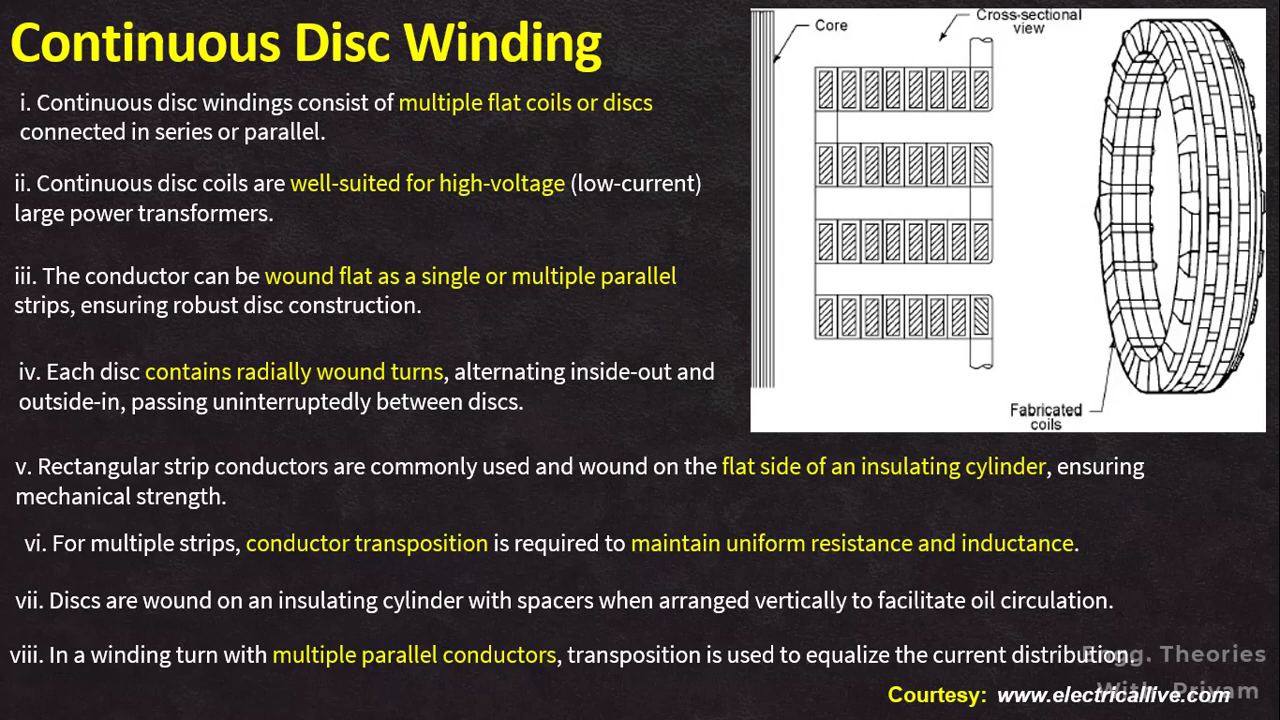 Continuous Disc Winding
i. Continuous disc windings consist of multiple flat coils or discs
connected in series or parallel.
ii. Continuous disc coils are well-suited for high-voltage (low-current)
large power transformers.
iii. The conductor can be wound flat as a single or multiple parallel
strips, ensuring robust disc construction.
iv. Each disc contains radially wound turns, alternating inside-out and
outside-in, passing uninterruptedly between discs.
Core
Cross-sectional
view
Fabricated
coils
v. Rectangular strip conductors are commonly used and wound on the flat side of an insulating cylinder, ensuring
mechanical strength.
vi. For multiple strips, conductor transposition is required to maintain uniform resistance and inductance.
vii. Discs are wound on an insulating cylinder with spacers when arranged vertically to facilitate oil circulation.
viii. In a winding turn with multiple parallel conductors, transposition is used to equalize the current distribution.
Engg. Theories
With Priyam
Courtesy: www.electricallive.com